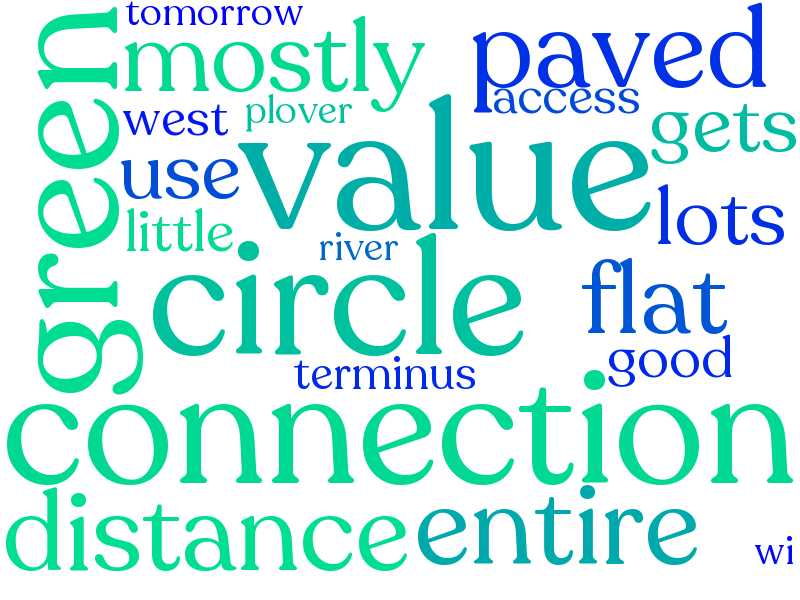 tomorrow
mostly
paved
access
green
west
plover
gets
use
value
little
lots
river
circle
flat
good
terminus
connection
distance
entire
wi